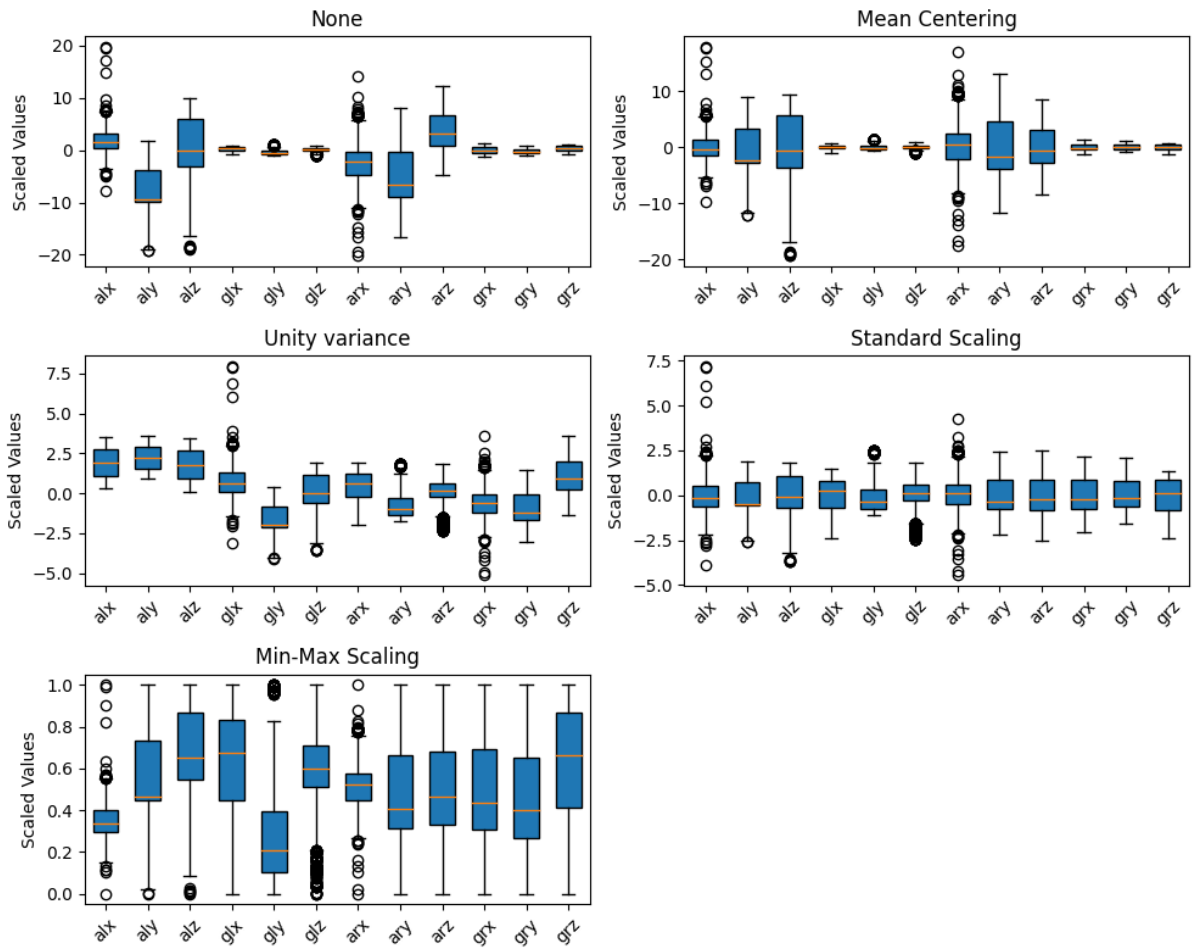 None
Scaled Values
20
10
0
−10
−20
alx aly alz glx gly glz arx ary arz grx gry grz
Mean Centering
Scaled Values
10
0
−10
−20
alx aly alz glx gly glz arx ary arz grx gry grz
Unity variance
Scaled Values
7.5
5.0
2.5
0.0
−2.5
−5.0
alx aly alz glx gly glz arx ary arz grx gry grz
Standard Scaling
Scaled Values
7.5
5.0
2.5
0.0
−2.5
−5.0
alx aly alz glx gly glz arx ary arz grx gry grz
Min-Max Scaling
Scaled Values
1.0
0.8
0.6
0.4
0.2
0.0
alx aly alz glx gly glz arx ary arz grx gry grz